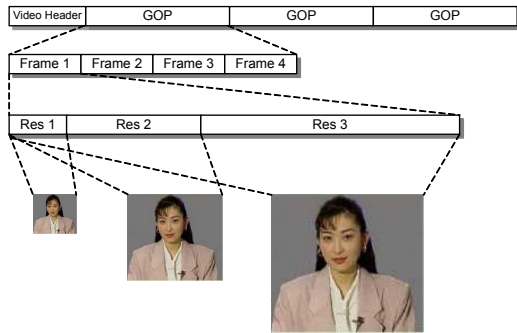 Video Header GOP GOP GOP
Frame 1 Frame 2 Frame 3 Frame 4
Res 1 Res 2 Res 3